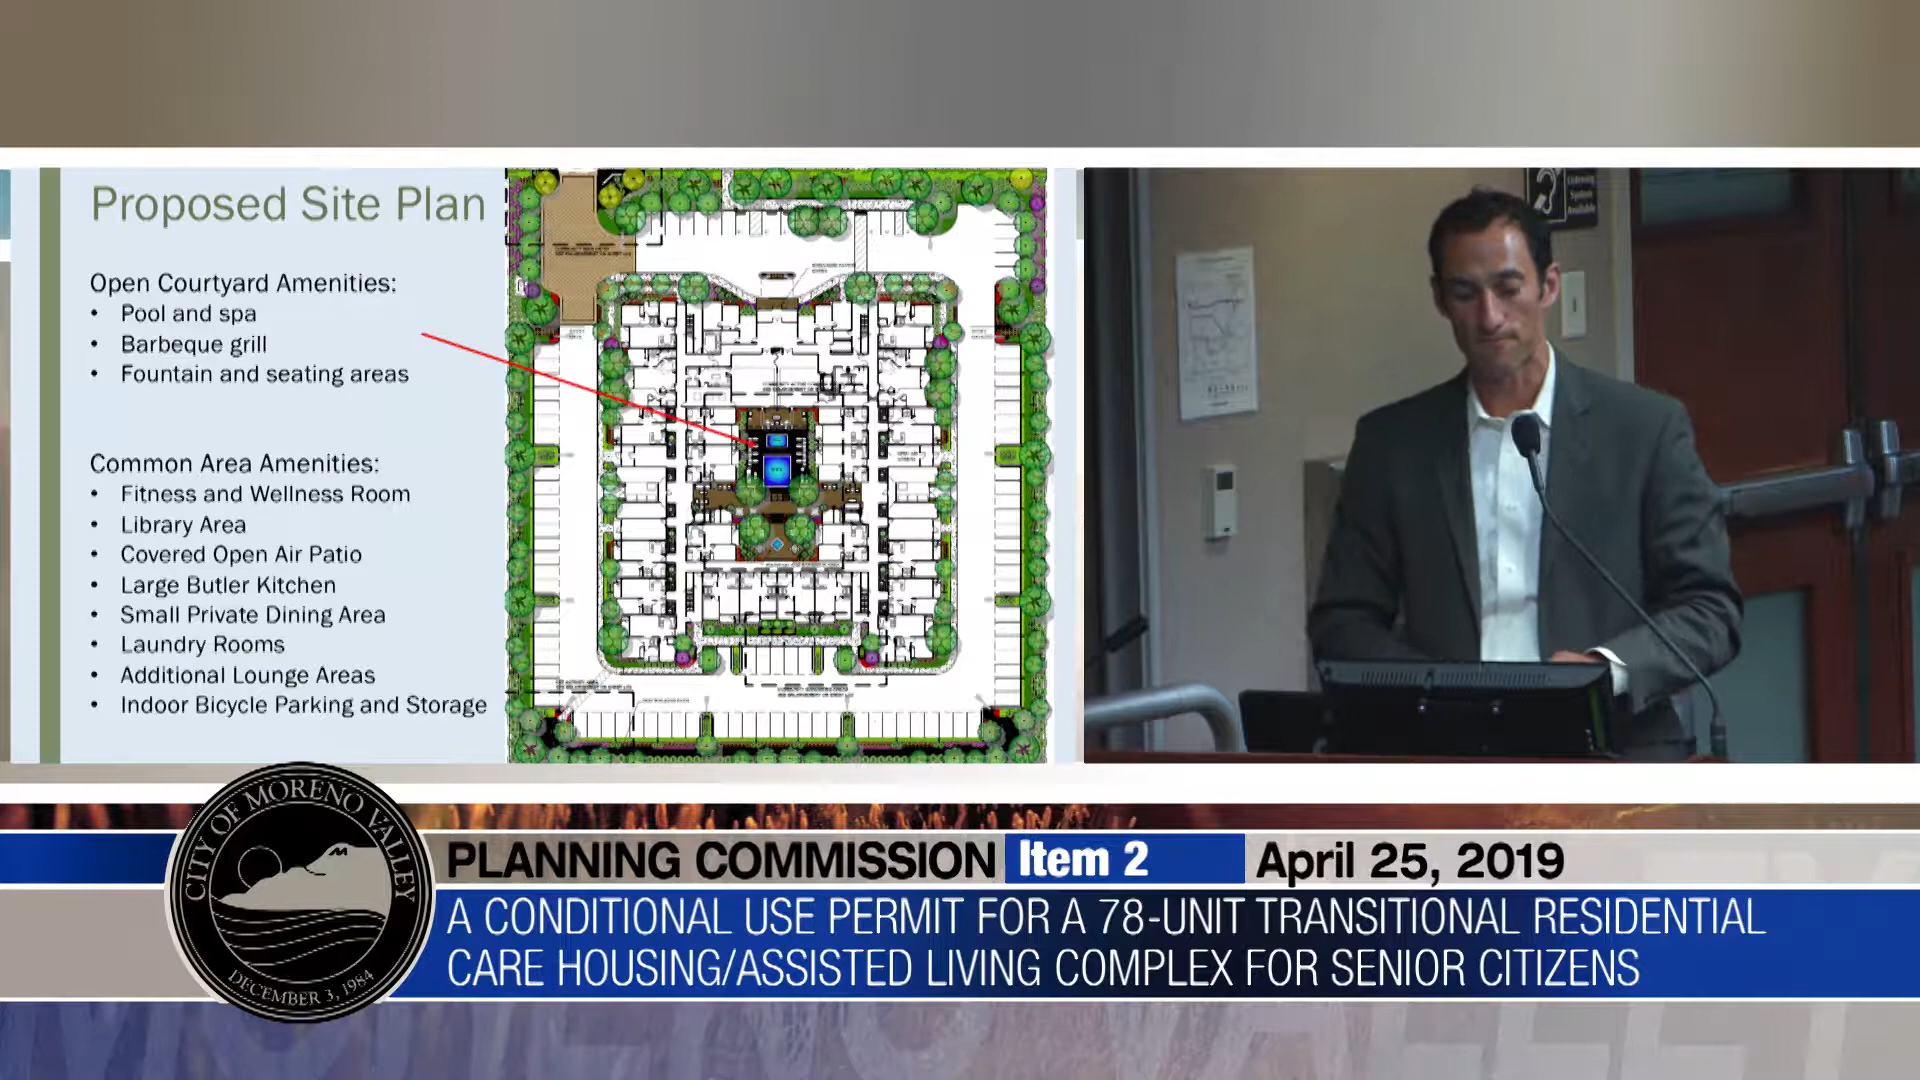 Proposed Site Plan
Open Courtyard Amenities:
• Pool and spa
• Barbeque grill
• Fountain and seating areas
Common Area Amenities:
• Fitness and Wellness Room
• Library Area
• Covered Open Air Patio
• Large Butler Kitchen
• Small Private Dining Area
• Laundry Rooms
• Additional Lounge Areas
• Indoor Bicycle Parking and Storage
Listening
System
Available
CITY OF MORENO VALLEY
DECEMBER 3, 1984
PLANNING COMMISSION Item 2 April 25, 2019
A CONDITIONAL USE PERMIT FOR A 78-UNIT TRANSITIONAL RESIDENTIAL
CARE HOUSING/ASSISTED LIVING COMPLEX FOR SENIOR CITIZENS